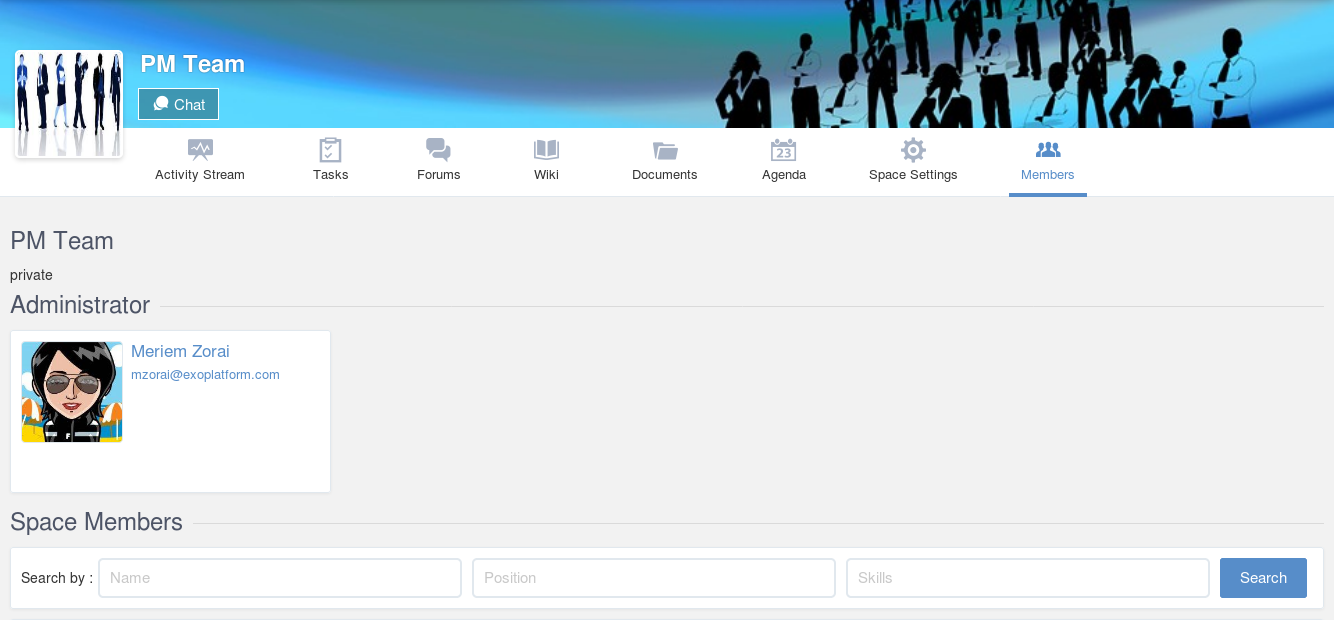 PM Team
Chat
23
Activity Stream Tasks Forums Wiki Documents Agenda Space Settings Members
PM Team
private
Administrator
Meriem Zorai
mzorai@exoplatform.com
Space Members
Search by : Name Position Skills Search